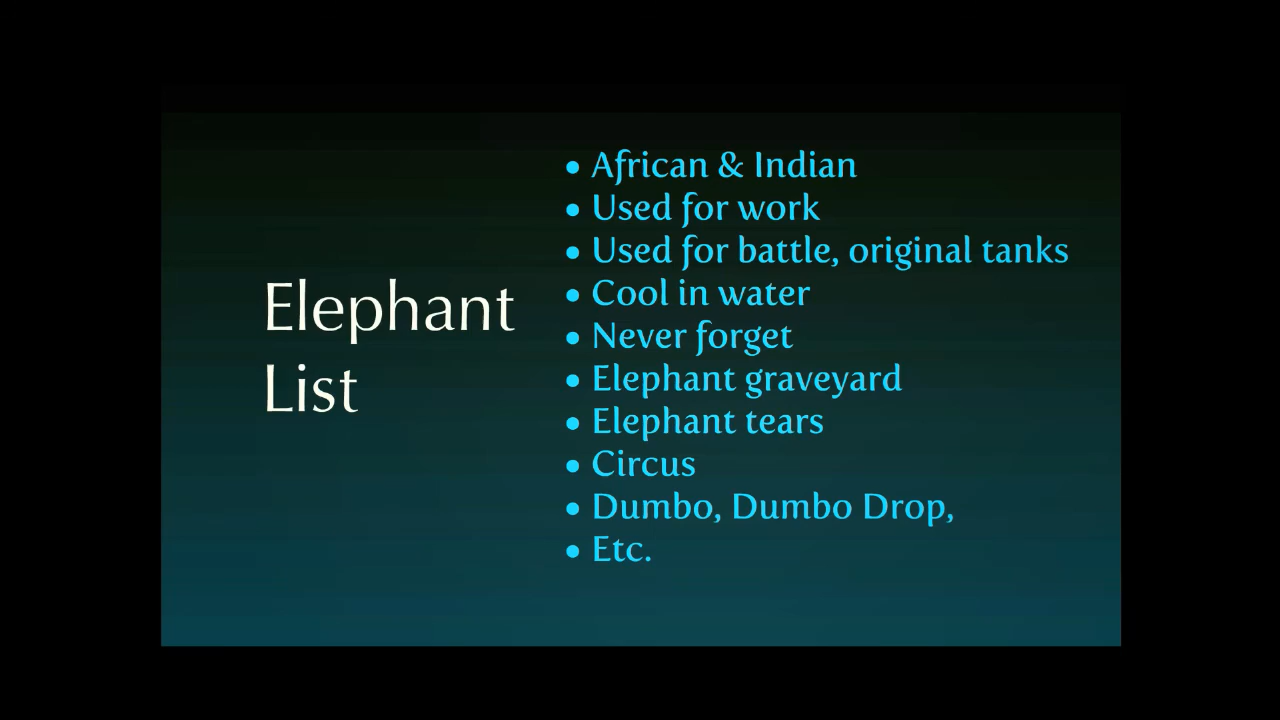 Elephant
List
• African & Indian
• Used for work
• Used for battle, original tanks
• Cool in water
• Never forget
• Elephant graveyard
• Elephant tears
• Circus
• Dumbo, Dumbo Drop,
• Etc.